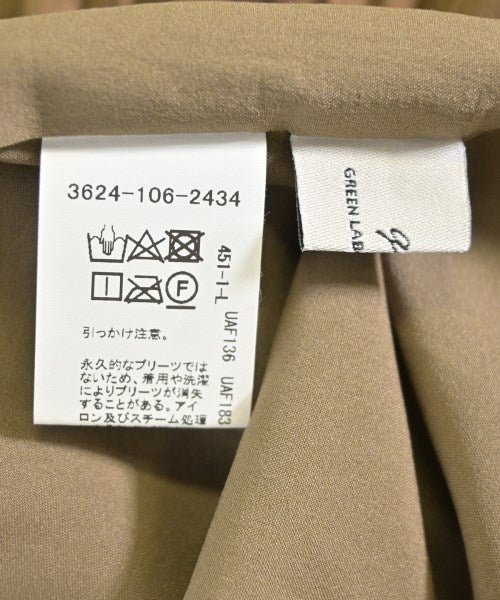 3624-106-2434
F
引っかけ注意。
永久的なプリーツでは
ないため、着用や洗濯
によりプリーツが消失
することがある。アイ
ロン及びスチーム処理
451-1-L
UAF136 UAF183
GREEN LAB